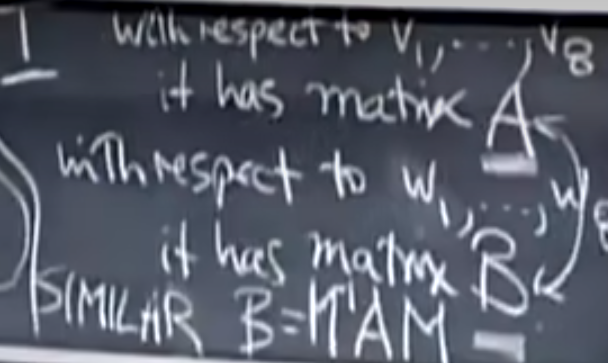 T with respect to v₁, ..., v₈
it has matrix A
with respect to w₁, ..., w₈
it has matrix B
SIMILAR B=M⁻¹AM